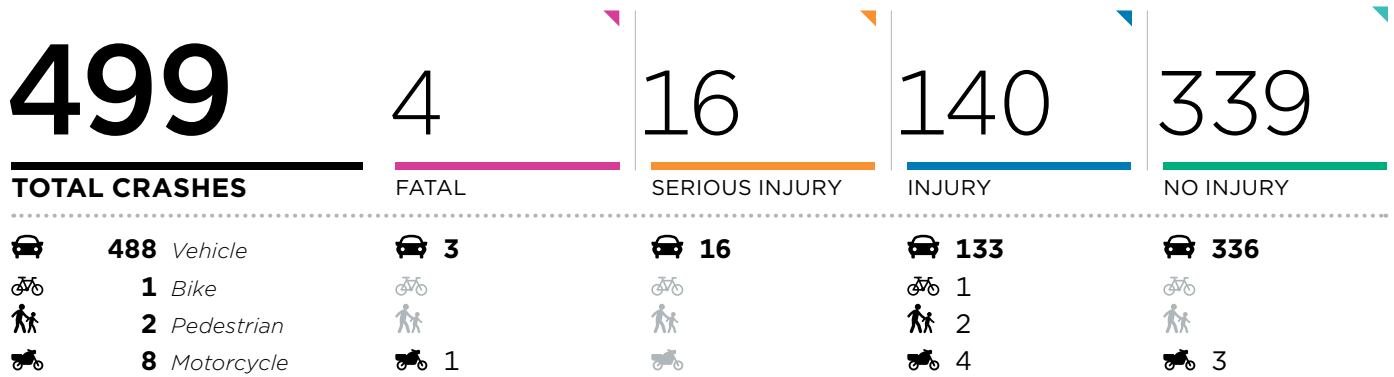 499 4 16 140 339
TOTAL CRASHES FATAL SERIOUS INJURY INJURY NO INJURY
488 Vehicle 3 16 133 336
1 Bike 1
2 Pedestrian 2
8 Motorcycle 1 4 3